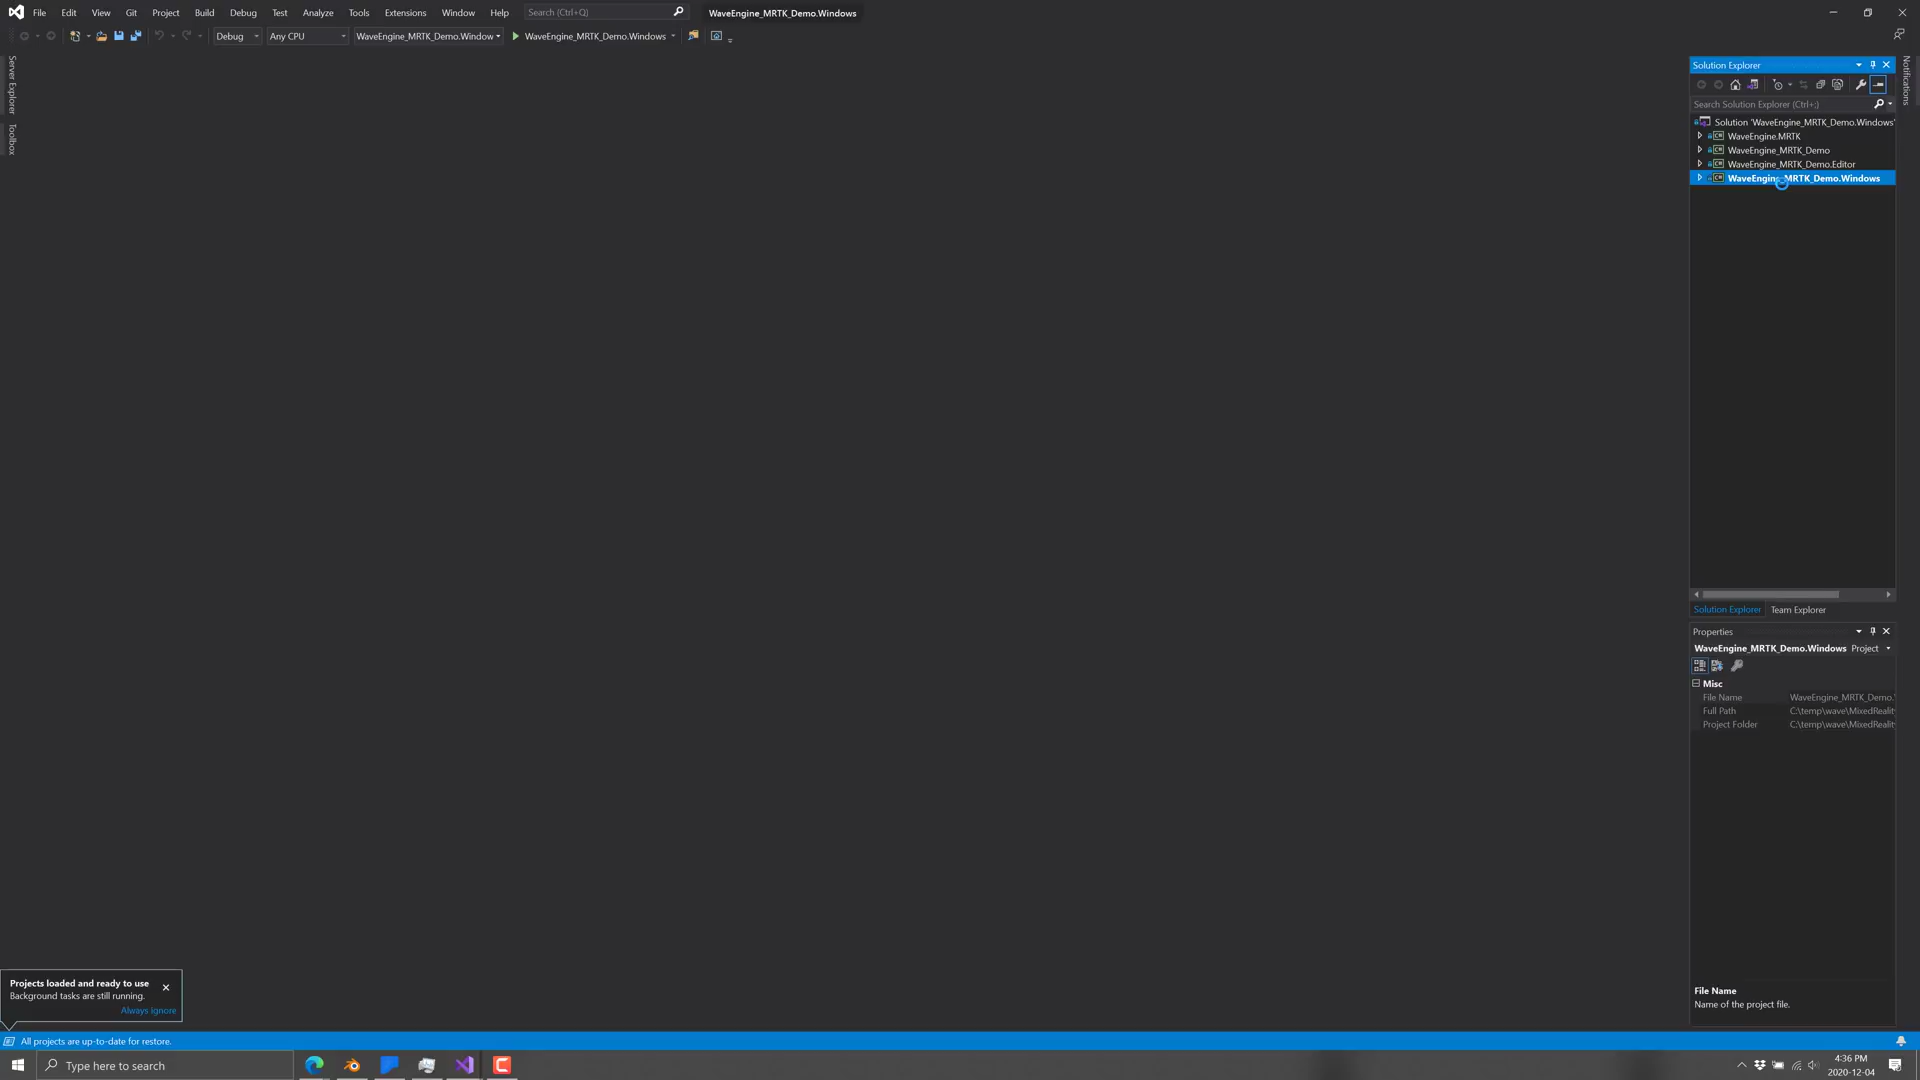 File Edit View Git Project Build Debug Test Analyze Tools Extensions Window Help Search (Ctrl+Q) WaveEngine_MRTK_Demo.Windows
Debug Any CPU WaveEngine_MRTK_Demo.Window WaveEngine_MRTK_Demo.Windows
Server Explorer
Toolbox
Notifications
Solution Explorer
Search Solution Explorer (Ctrl+;)
Solution 'WaveEngine_MRTK_Demo.Windows'
WaveEngine.MRTK
WaveEngine_MRTK_Demo
WaveEngine_MRTK_Demo.Editor
WaveEngine_MRTK_Demo.Windows
Solution Explorer Team Explorer
Properties
WaveEngine_MRTK_Demo.Windows Project
Misc
File Name WaveEngine_MRTK_Demo.
Full Path C:\temp\wave\MixedRealit
Project Folder C:\temp\wave\MixedRealit
File Name
Name of the project file.
Projects loaded and ready to use
Background tasks are still running.
Always ignore
All projects are up-to-date for restore.
Type here to search
4:36 PM
2020-12-04